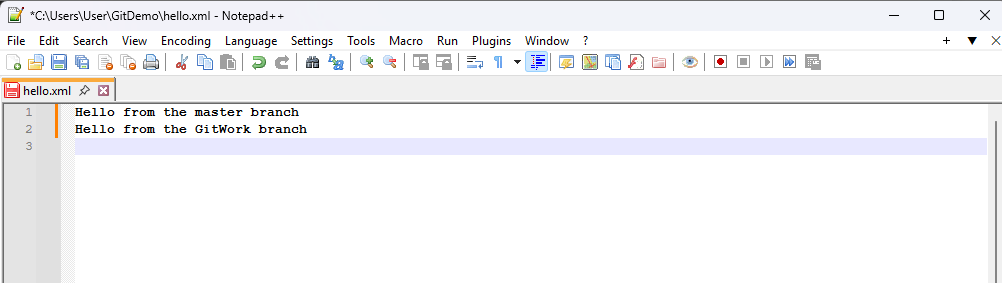 *C:\Users\User\GitDemo\hello.xml - Notepad++
File Edit Search View Encoding Language Settings Tools Macro Run Plugins Window ?
hello.xml
1 Hello from the master branch
2 Hello from the GitWork branch
3